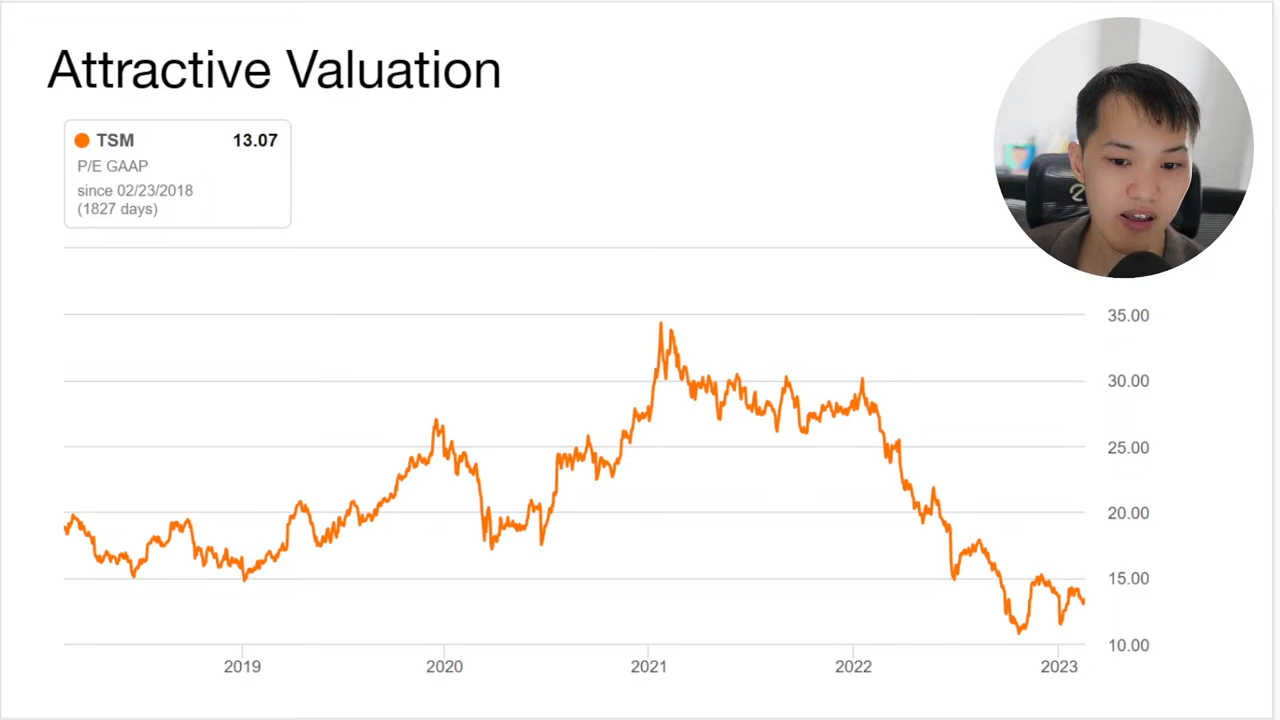 Attractive Valuation
TSM 13.07
P/E GAAP
since 02/23/2018
(1827 days)
35.00
30.00
25.00
20.00
15.00
10.00
2019 2020 2021 2022 2023